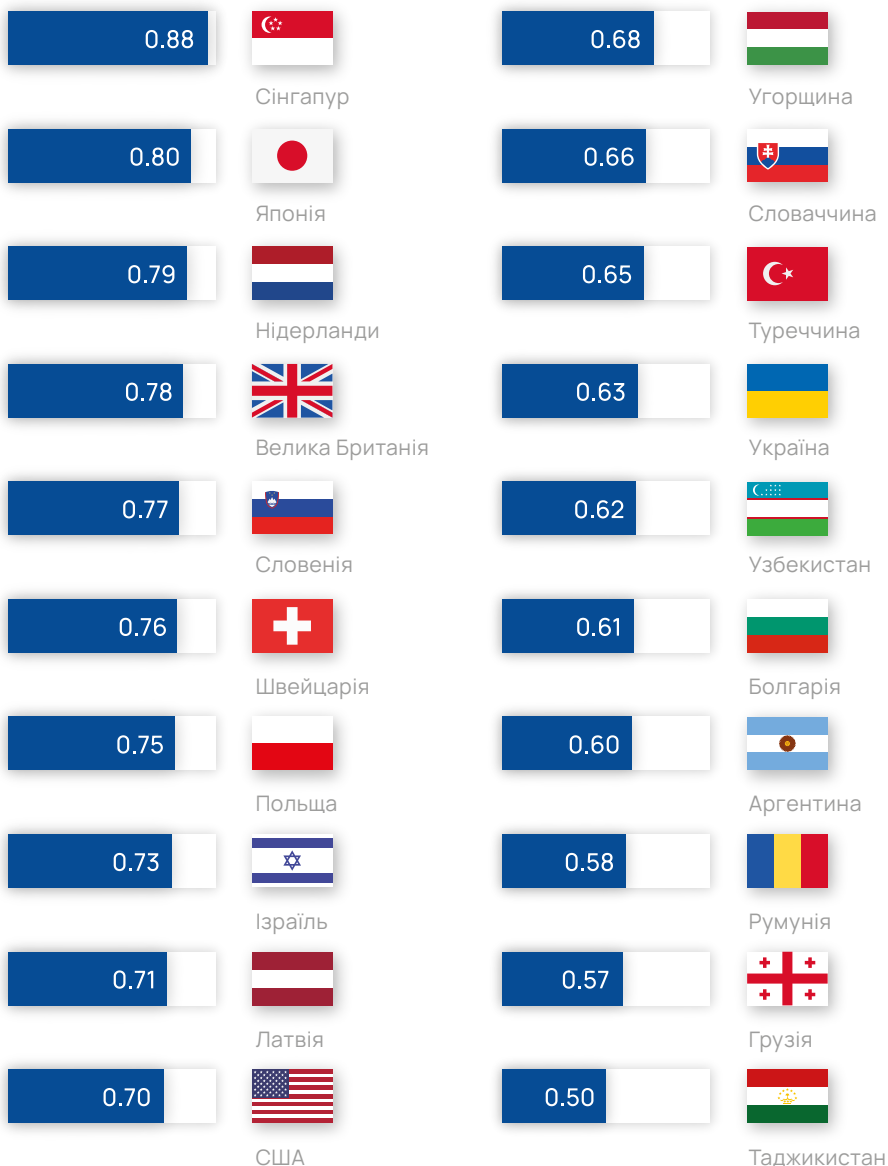 0.88
Сінгапур
0.80
Японія
0.79
Нідерланди
0.78
Велика Британія
0.77
Словенія
0.76
Швейцарія
0.75
Польща
0.73
Ізраїль
0.71
Латвія
0.70
США
0.68
Угорщина
0.66
Словаччина
0.65
Туреччина
0.63
Україна
0.62
Узбекистан
0.61
Болгарія
0.60
Аргентина
0.58
Румунія
0.57
Грузія
0.50
Таджикистан